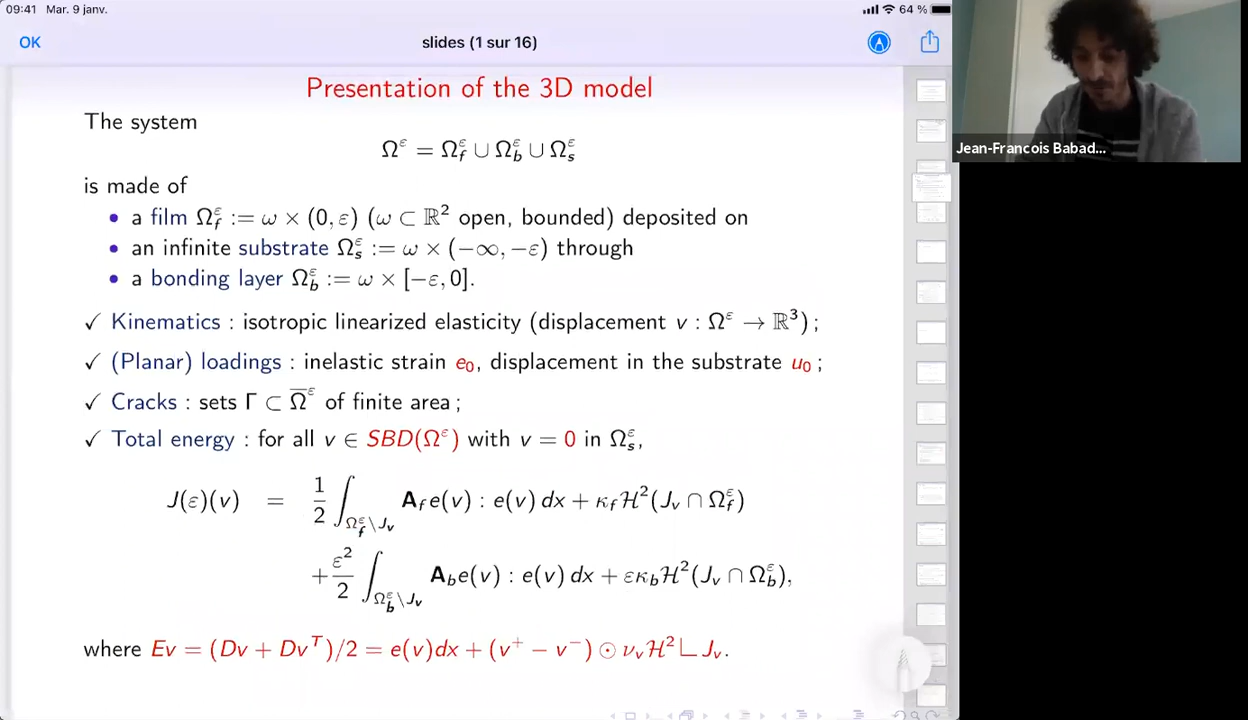 09:41 Mar. 9 janv. 64 %
OK slides (1 sur 16)
Presentation of the 3D model
The system
Ωᵋ = Ω_f^ε ∪ Ω_b^ε ∪ Ω_s^ε
is made of
• a film Ω_f^ε := ω × (0, ε) (ω ⊂ ℝ² open, bounded) deposited on
• an infinite substrate Ω_s^ε := ω × (−∞, −ε) through
• a bonding layer Ω_b^ε := ω × [−ε, 0].
✓ Kinematics : isotropic linearized elasticity (displacement v : Ω^ε → ℝ³) ;
✓ (Planar) loadings : inelastic strain e₀, displacement in the substrate u₀ ;
✓ Cracks : sets Γ ⊂ Ω̅^ε of finite area ;
✓ Total energy : for all v ∈ SBD(Ω^ε) with v = 0 in Ω_s^ε,
J(ε)(v) = 1/2 ∫_{Ω_f^ε \ J_v} A_f e(v) : e(v) dx + κ_f ℋ²(J_v ∩ Ω_f^ε)
+ ε²/2 ∫_{Ω_b^ε \ J_v} A_b e(v) : e(v) dx + εκ_b ℋ²(J_v ∩ Ω_b^ε),
where Ev = (Dv + Dv^T)/2 = e(v)dx + (v⁺ − v⁻) ⊙ ν_v ℋ² ∟ J_v.
Jean-Francois Babad...